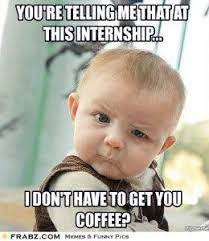 YOU'RE TELLING ME THAT AT
THIS INTERNSHIP...
I DON'T HAVE TO GET YOU
COFFEE?
FRABZ.COM MEMES & FUNNY PICS